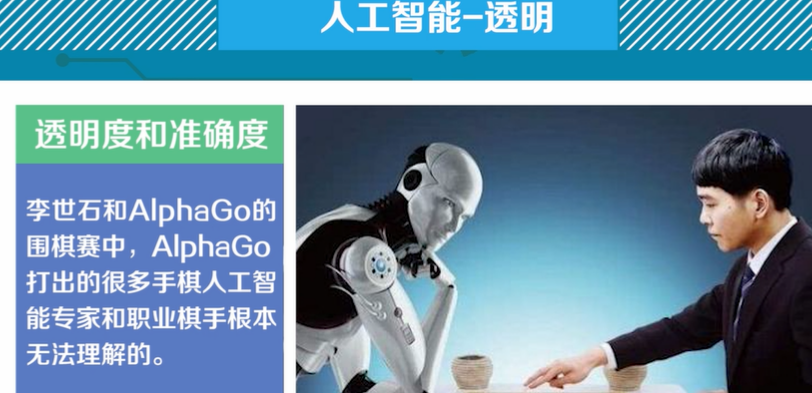 人工智能-透明
透明度和准确度
李世石和AlphaGo的
围棋赛中，AlphaGo
打出的很多手棋人工智
能专家和职业棋手根本
无法理解的。